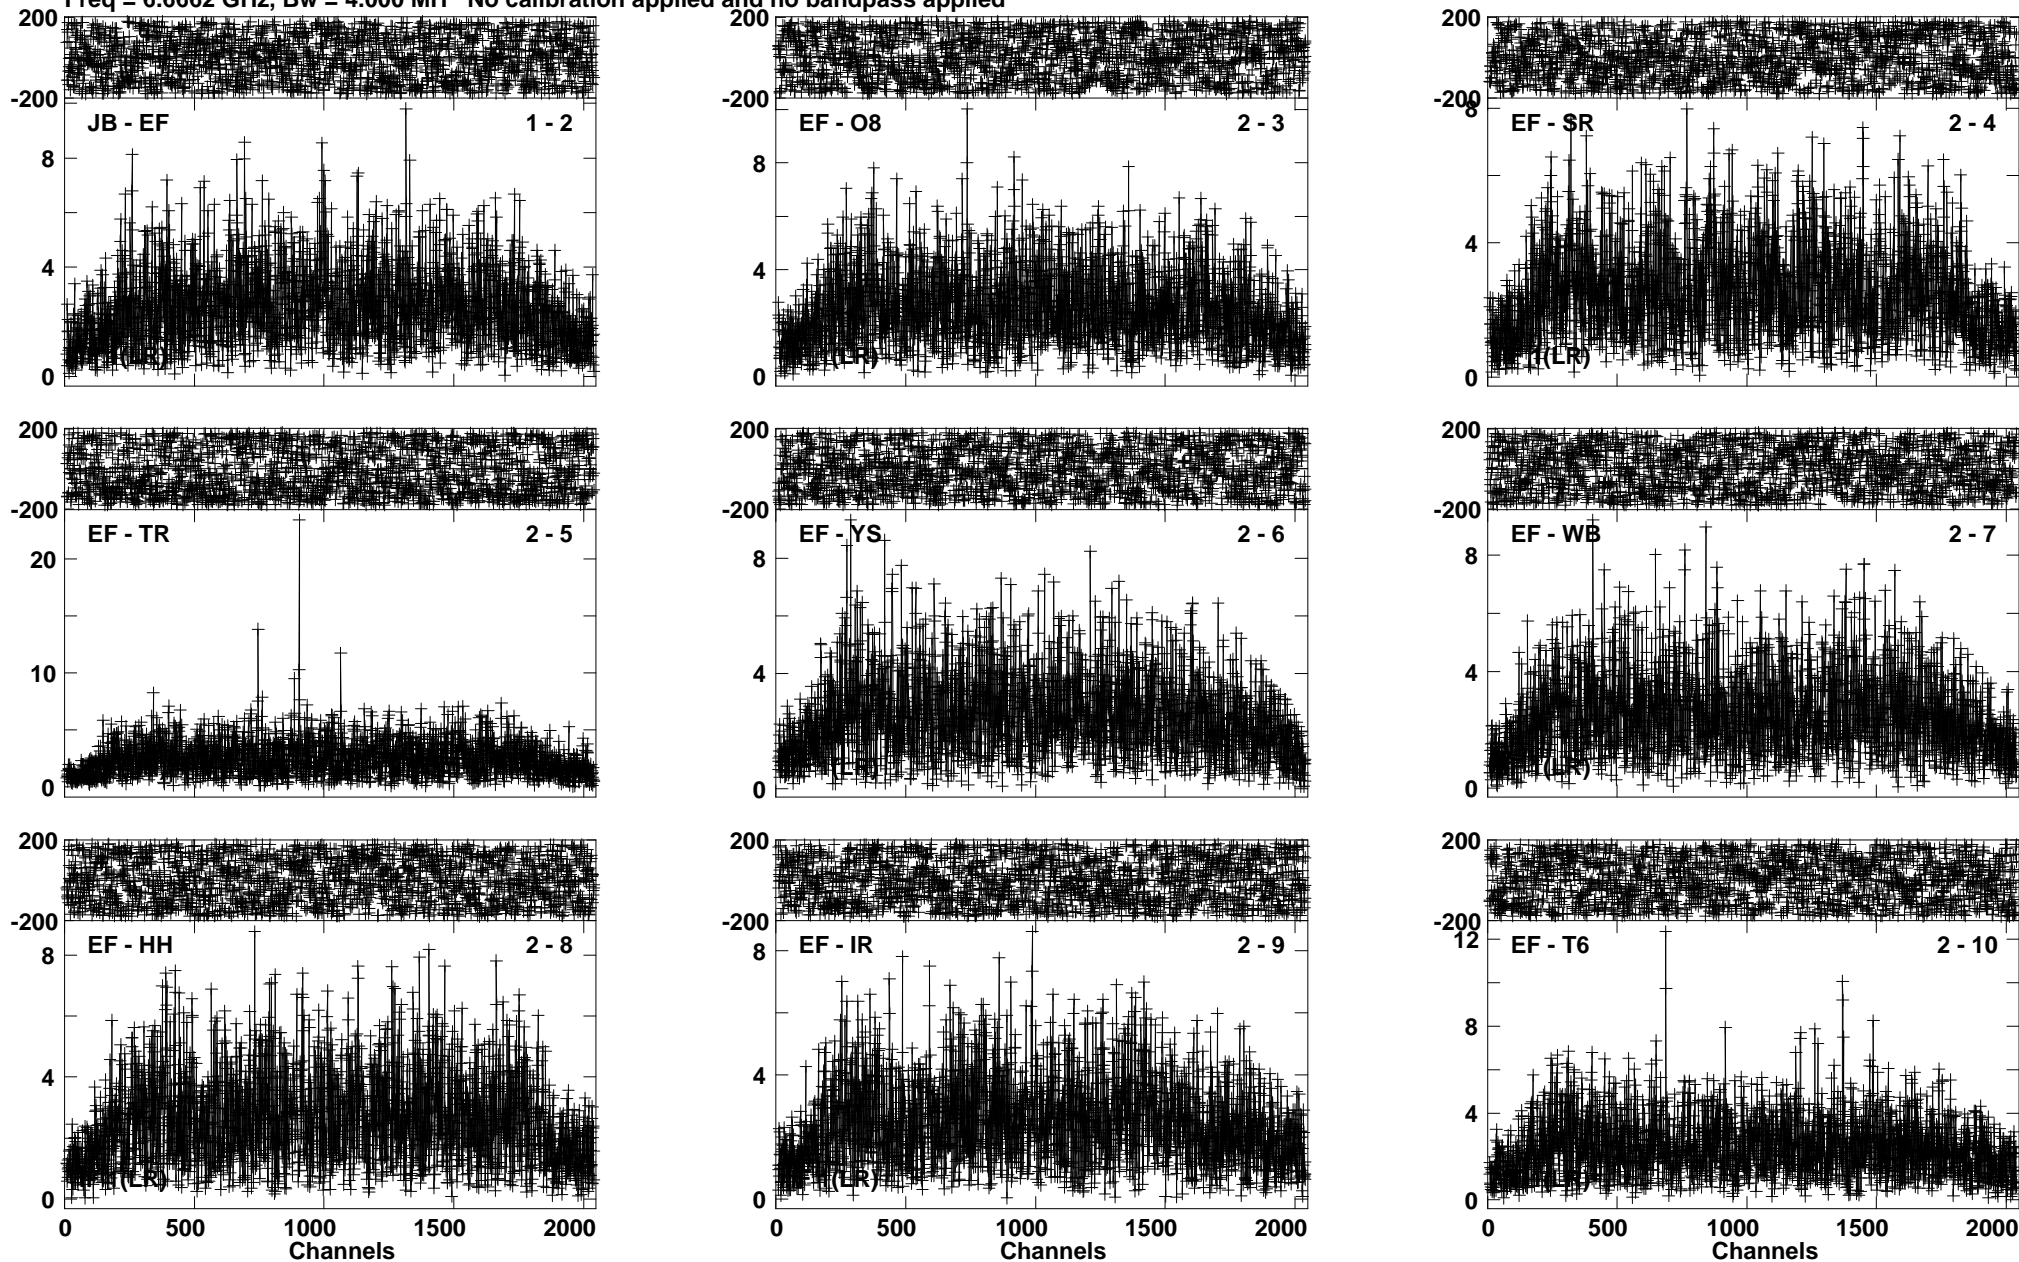 Freq = 6.6662 GHz, Bw = 4.000 MH No calibration applied and no bandpass applied
200 200 200
-200 -200 -200
JB - EF 1 - 2 EF - O8 2 - 3 EF - SR 2 - 4
8 8 8
4 4 4
(LR) (LR) (LR)
0 0 0
200 200 200
-200 -200 -200
EF - TR 2 - 5 EF - YS 2 - 6 EF - WB 2 - 7
20 8 8
10 4 4
(LR) (LR)
0 0 0
200 200 200
-200 -200 -200
EF - HH 2 - 8 EF - IR 2 - 9 EF - T6 2 - 10
8 8 12
8
4 4 4
(LR) (LR) (LR)
0 0 0
0 500 1000 1500 2000 0 500 1000 1500 2000 0 500 1000 1500 2000
Channels Channels Channels